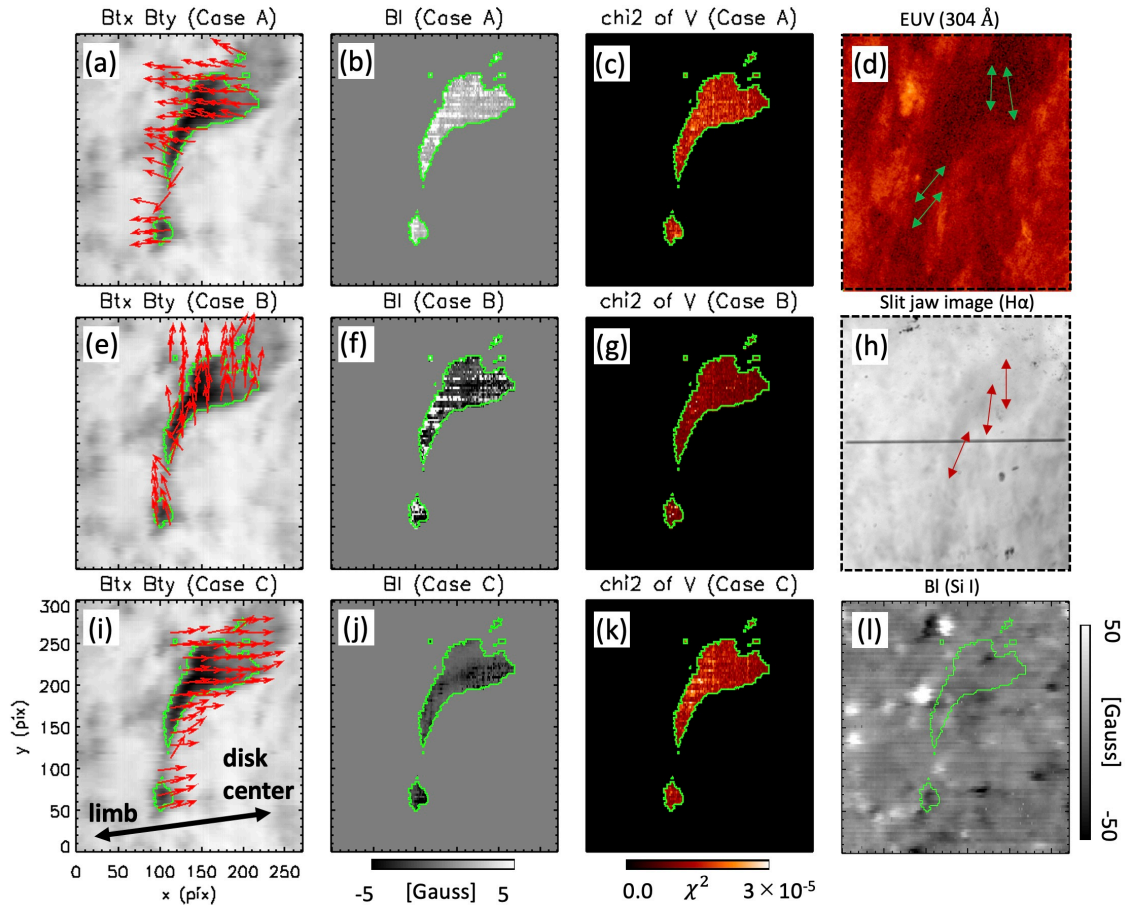 Btx Bty (Case A)
Bl (Case A)
chi2 of V (Case A)
EUV (304 Å)
(a)
(b)
(c)
(d)
Btx Bty (Case B)
Bl (Case B)
chi2 of V (Case B)
Slit jaw image (Hα)
(e)
(f)
(g)
(h)
Btx Bty (Case C)
Bl (Case C)
chi2 of V (Case C)
Bl (Si I)
(i)
(j)
(k)
(l)
300
250
200
150
100
50
0
y (pix)
disk
center
limb
0 50 100 150 200 250
x (pix)
-5 [Gauss] 5
0.0 χ² 3 × 10⁻⁵
50
[Gauss]
-50